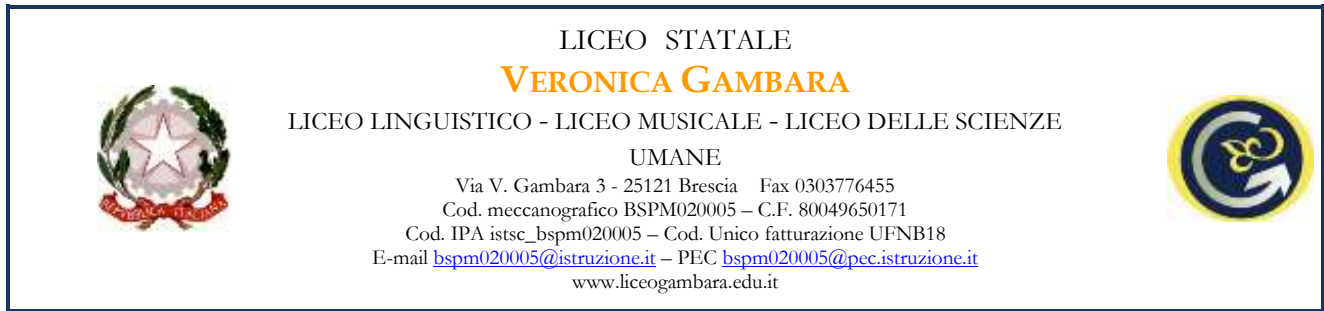 LICEO STATALE
VERONICA GAMBARA
LICEO LINGUISTICO - LICEO MUSICALE - LICEO DELLE SCIENZE
UMANE
Via V. Gambara 3 - 25121 Brescia Fax 0303776455
Cod. meccanografico BSPM020005 – C.F. 80049650171
Cod. IPA istsc_bspm020005 – Cod. Unico fatturazione UFNB18
E-mail bspm020005@istruzione.it – PEC bspm020005@pec.istruzione.it
www.liceogambara.edu.it
REPVBBLICA ITALIANA